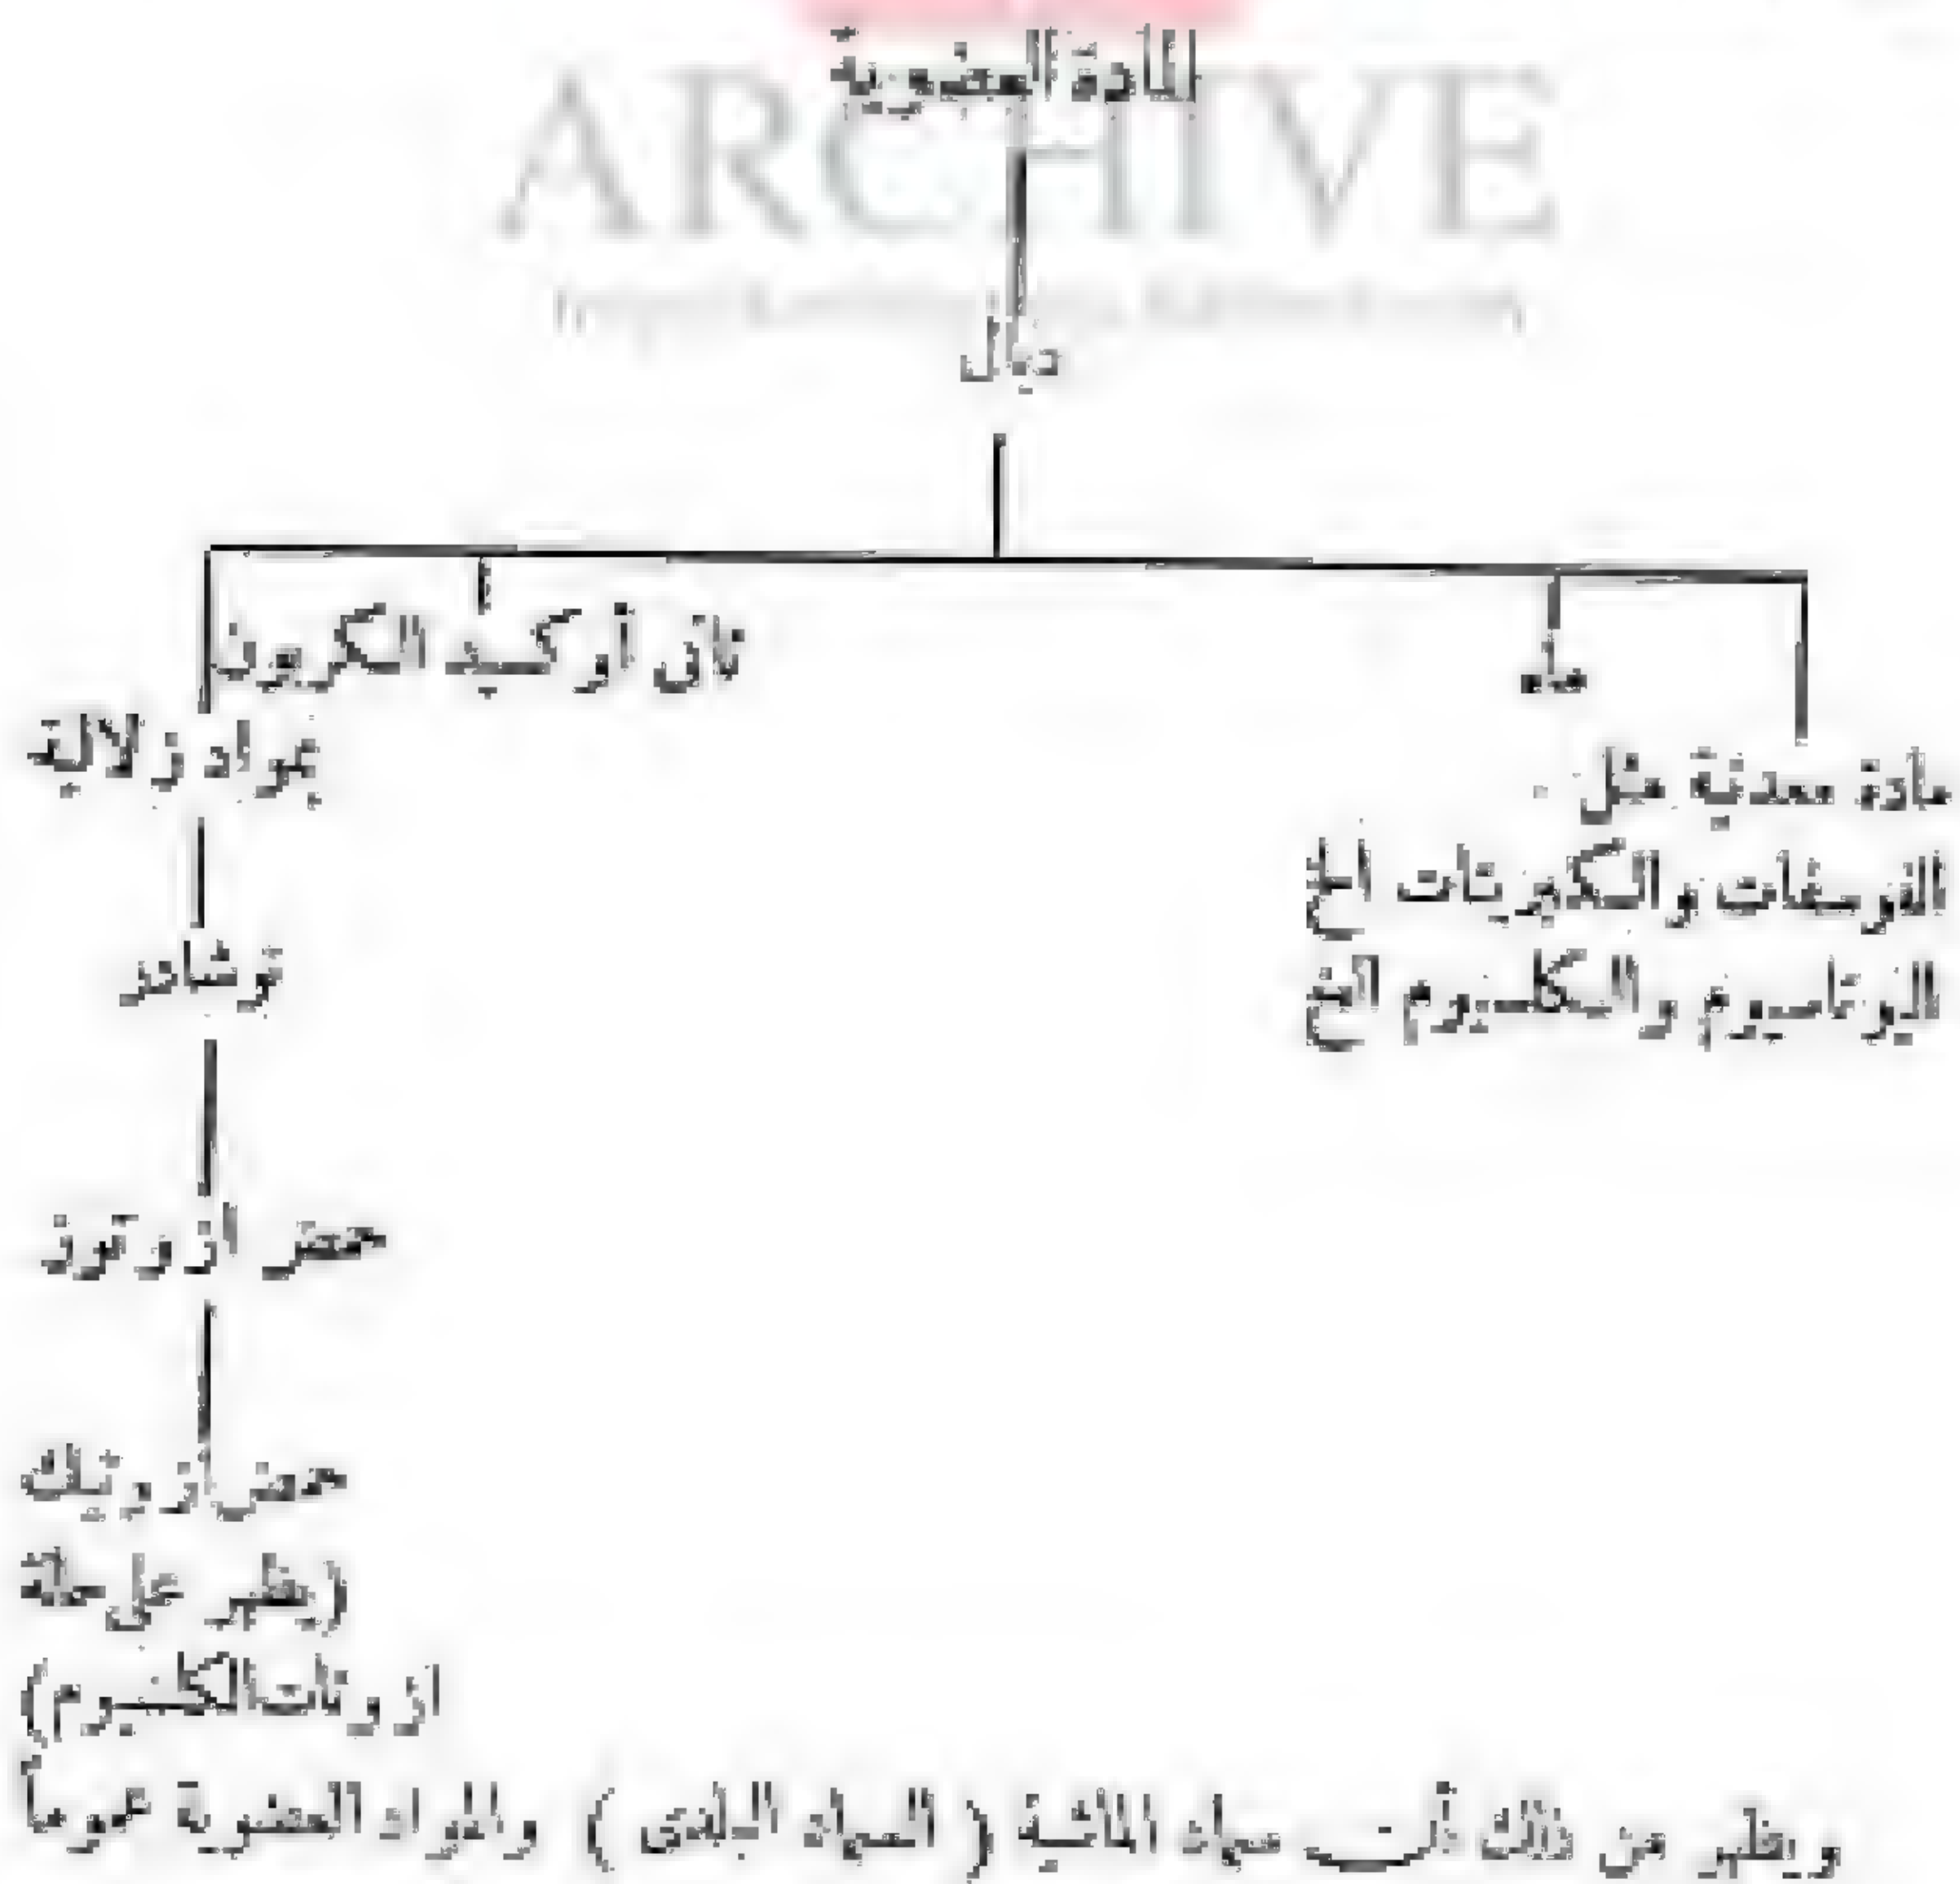 المادة العضوية
ARCHIVE
دبال
ثانى أوكسيد الكربون
ماء
مواد زلالية
مادة معدنية مثل
الفوسفات والكبريتات الخ
البوتاسيوم والكلسيوم الخ
نوشادر
حمض ازوتوز
حمض ازوتيك
(يظهر على حالة
ازوتات الكلسيوم)
ويظهر من ذلك أن سماد الماشية ( السماد البلدى ) والمواد العضوية عموماً